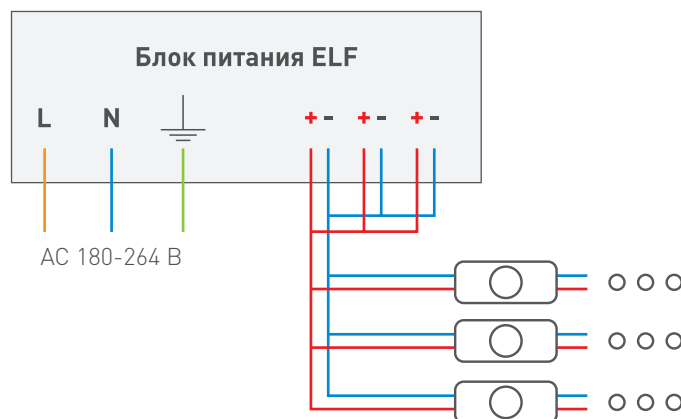 Блок питания ELF
L N + - + - + -
AC 180-264 В